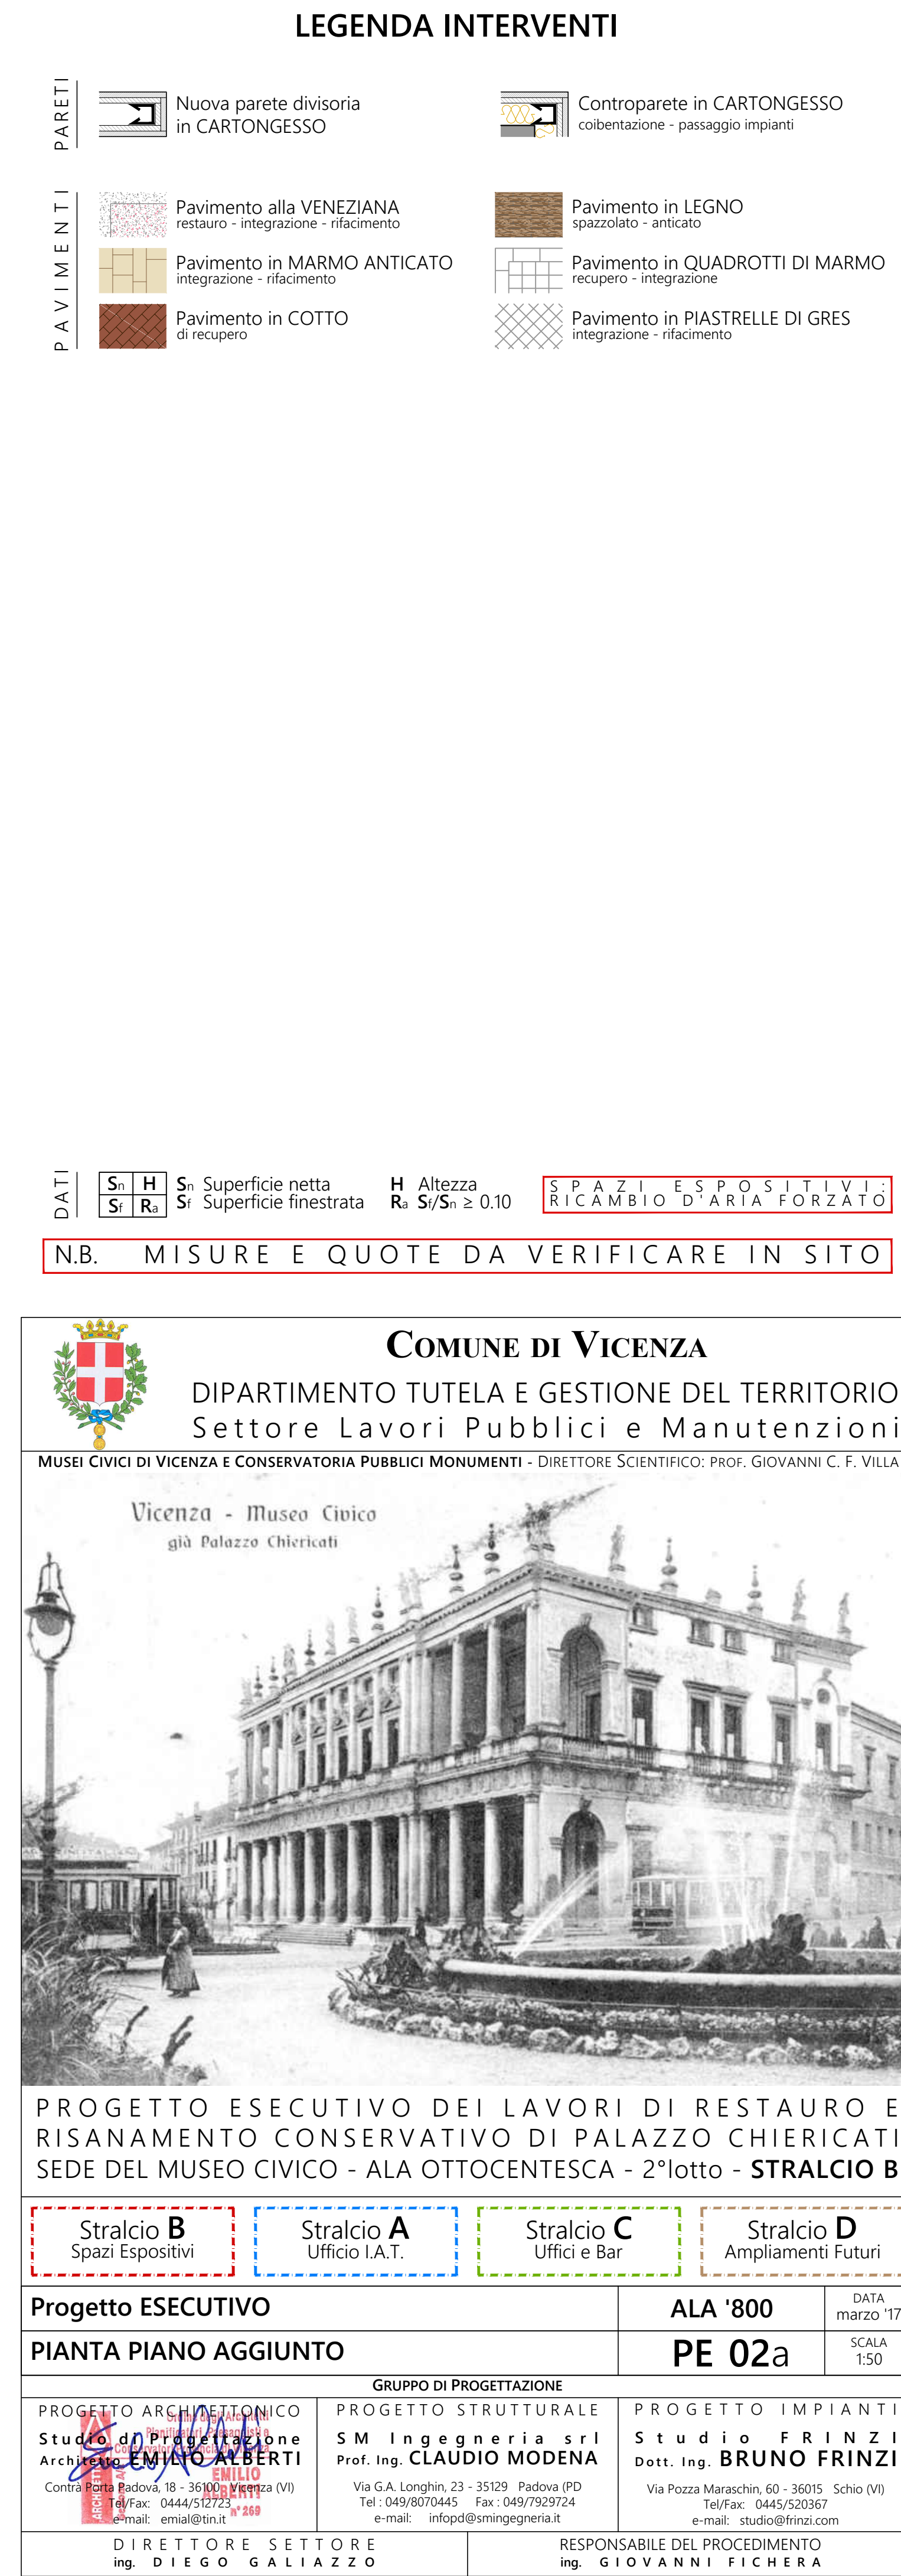 LEGENDA INTERVENTI
PARETI
Nuova parete divisoria
in CARTONGESSO
Controparete in CARTONGESSO
coibentazione - passaggio impianti
PAVIMENTI
Pavimento alla VENEZIANA
restauro - integrazione - rifacimento
Pavimento in LEGNO
spazzolato - anticato
Pavimento in MARMO ANTICATO
integrazione - rifacimento
Pavimento in QUADROTTI DI MARMO
recupero - integrazione
Pavimento in COTTO
di recupero
Pavimento in PIASTRELLE DI GRES
integrazione - rifacimento
DATI
Sn H
Sf Ra
Sn Superficie netta
Sf Superficie finestrata
H Altezza
Ra Sf/Sn ≥ 0.10
SPAZI ESPOSITIVI:
RICAMBIO D'ARIA FORZATO
N.B. MISURE E QUOTE DA VERIFICARE IN SITO
COMUNE DI VICENZA
DIPARTIMENTO TUTELA E GESTIONE DEL TERRITORIO
Settore Lavori Pubblici e Manutenzioni
MUSEI CIVICI DI VICENZA E CONSERVATORIA PUBBLICI MONUMENTI - DIRETTORE SCIENTIFICO: PROF. GIOVANNI C. F. VILLA
Vicenza - Museo Civico
già Palazzo Chiericati
PROGETTO ESECUTIVO DEI LAVORI DI RESTAURO E
RISANAMENTO CONSERVATIVO DI PALAZZO CHIERICATI
SEDE DEL MUSEO CIVICO - ALA OTTOCENTESCA - 2°lotto - STRALCIO B
Stralcio B
Spazi Espositivi
Stralcio A
Ufficio I.A.T.
Stralcio C
Uffici e Bar
Stralcio D
Ampliamenti Futuri
Progetto ESECUTIVO
ALA '800
DATA
marzo '17
PIANTA PIANO AGGIUNTO
PE 02a
SCALA
1:50
GRUPPO DI PROGETTAZIONE
PROGETTO ARCHITETTONICO
Studio di Progettazione
Architetto EMILIO ALBERTI
Contrà Porta Padova, 18 - 36100 Vicenza (VI)
Tel/Fax: 0444/512723
e-mail: emial@tin.it
ARCHITETTI
EMILIO
ALBERTI
n° 269
PROGETTO STRUTTURALE
SM Ingegneria srl
Prof. Ing. CLAUDIO MODENA
Via G.A. Longhin, 23 - 35129 Padova (PD
Tel : 049/8070445 Fax : 049/7929724
e-mail: infopd@smingegneria.it
PROGETTO IMPIANTI
Studio FRINZI
Dott. Ing. BRUNO FRINZI
Via Pozza Maraschin, 60 - 36015 Schio (VI)
Tel/Fax: 0445/520367
e-mail: studio@frinzi.com
DIRETTORE SETTORE
ing. DIEGO GALIAZZO
RESPONSABILE DEL PROCEDIMENTO
ing. GIOVANNI FICHERA